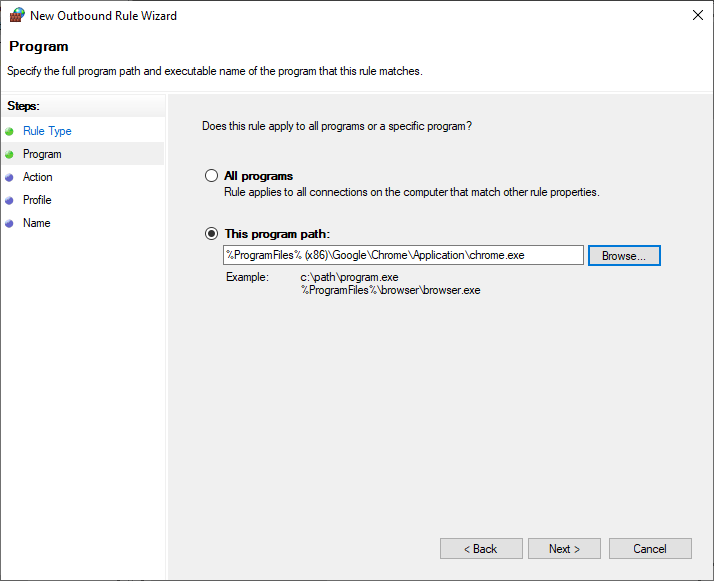 New Outbound Rule Wizard
Program
Specify the full program path and executable name of the program that this rule matches.
Steps:
Rule Type
Program
Action
Profile
Name
Does this rule apply to all programs or a specific program?
All programs
Rule applies to all connections on the computer that match other rule properties.
This program path:
%ProgramFiles% (x86)\Google\Chrome\Application\chrome.exe
Browse...
Example: c:\path\program.exe
%ProgramFiles%\browser\browser.exe
< Back Next > Cancel